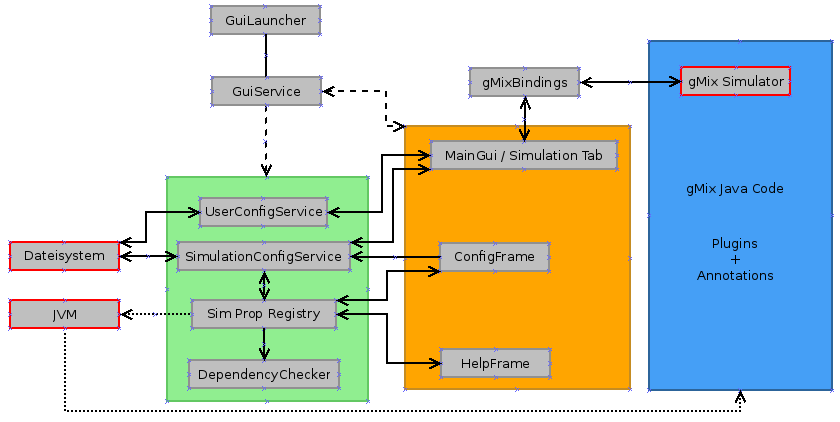 GuiLauncher
GuiService
gMixBindings
gMix Simulator
MainGui / Simulation Tab
gMix Java Code
Plugins
+
Annotations
UserConfigService
Dateisystem
SimulationConfigService
ConfigFrame
JVM
Sim Prop Registry
HelpFrame
DependencyChecker